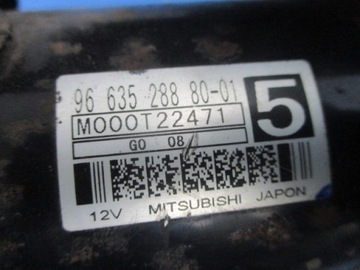 96 635 288 80-01
M000T22471
5
G0 08
12V MITSUBISHI JAPON